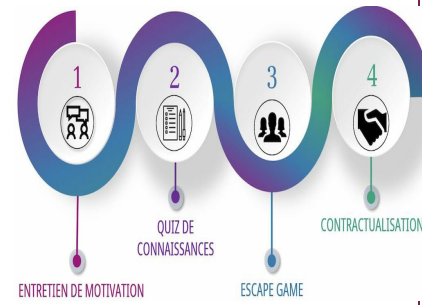 1
2
3
4
ENTRETIEN DE MOTIVATION
QUIZ DE
CONNAISSANCES
ESCAPE GAME
CONTRACTUALISATION